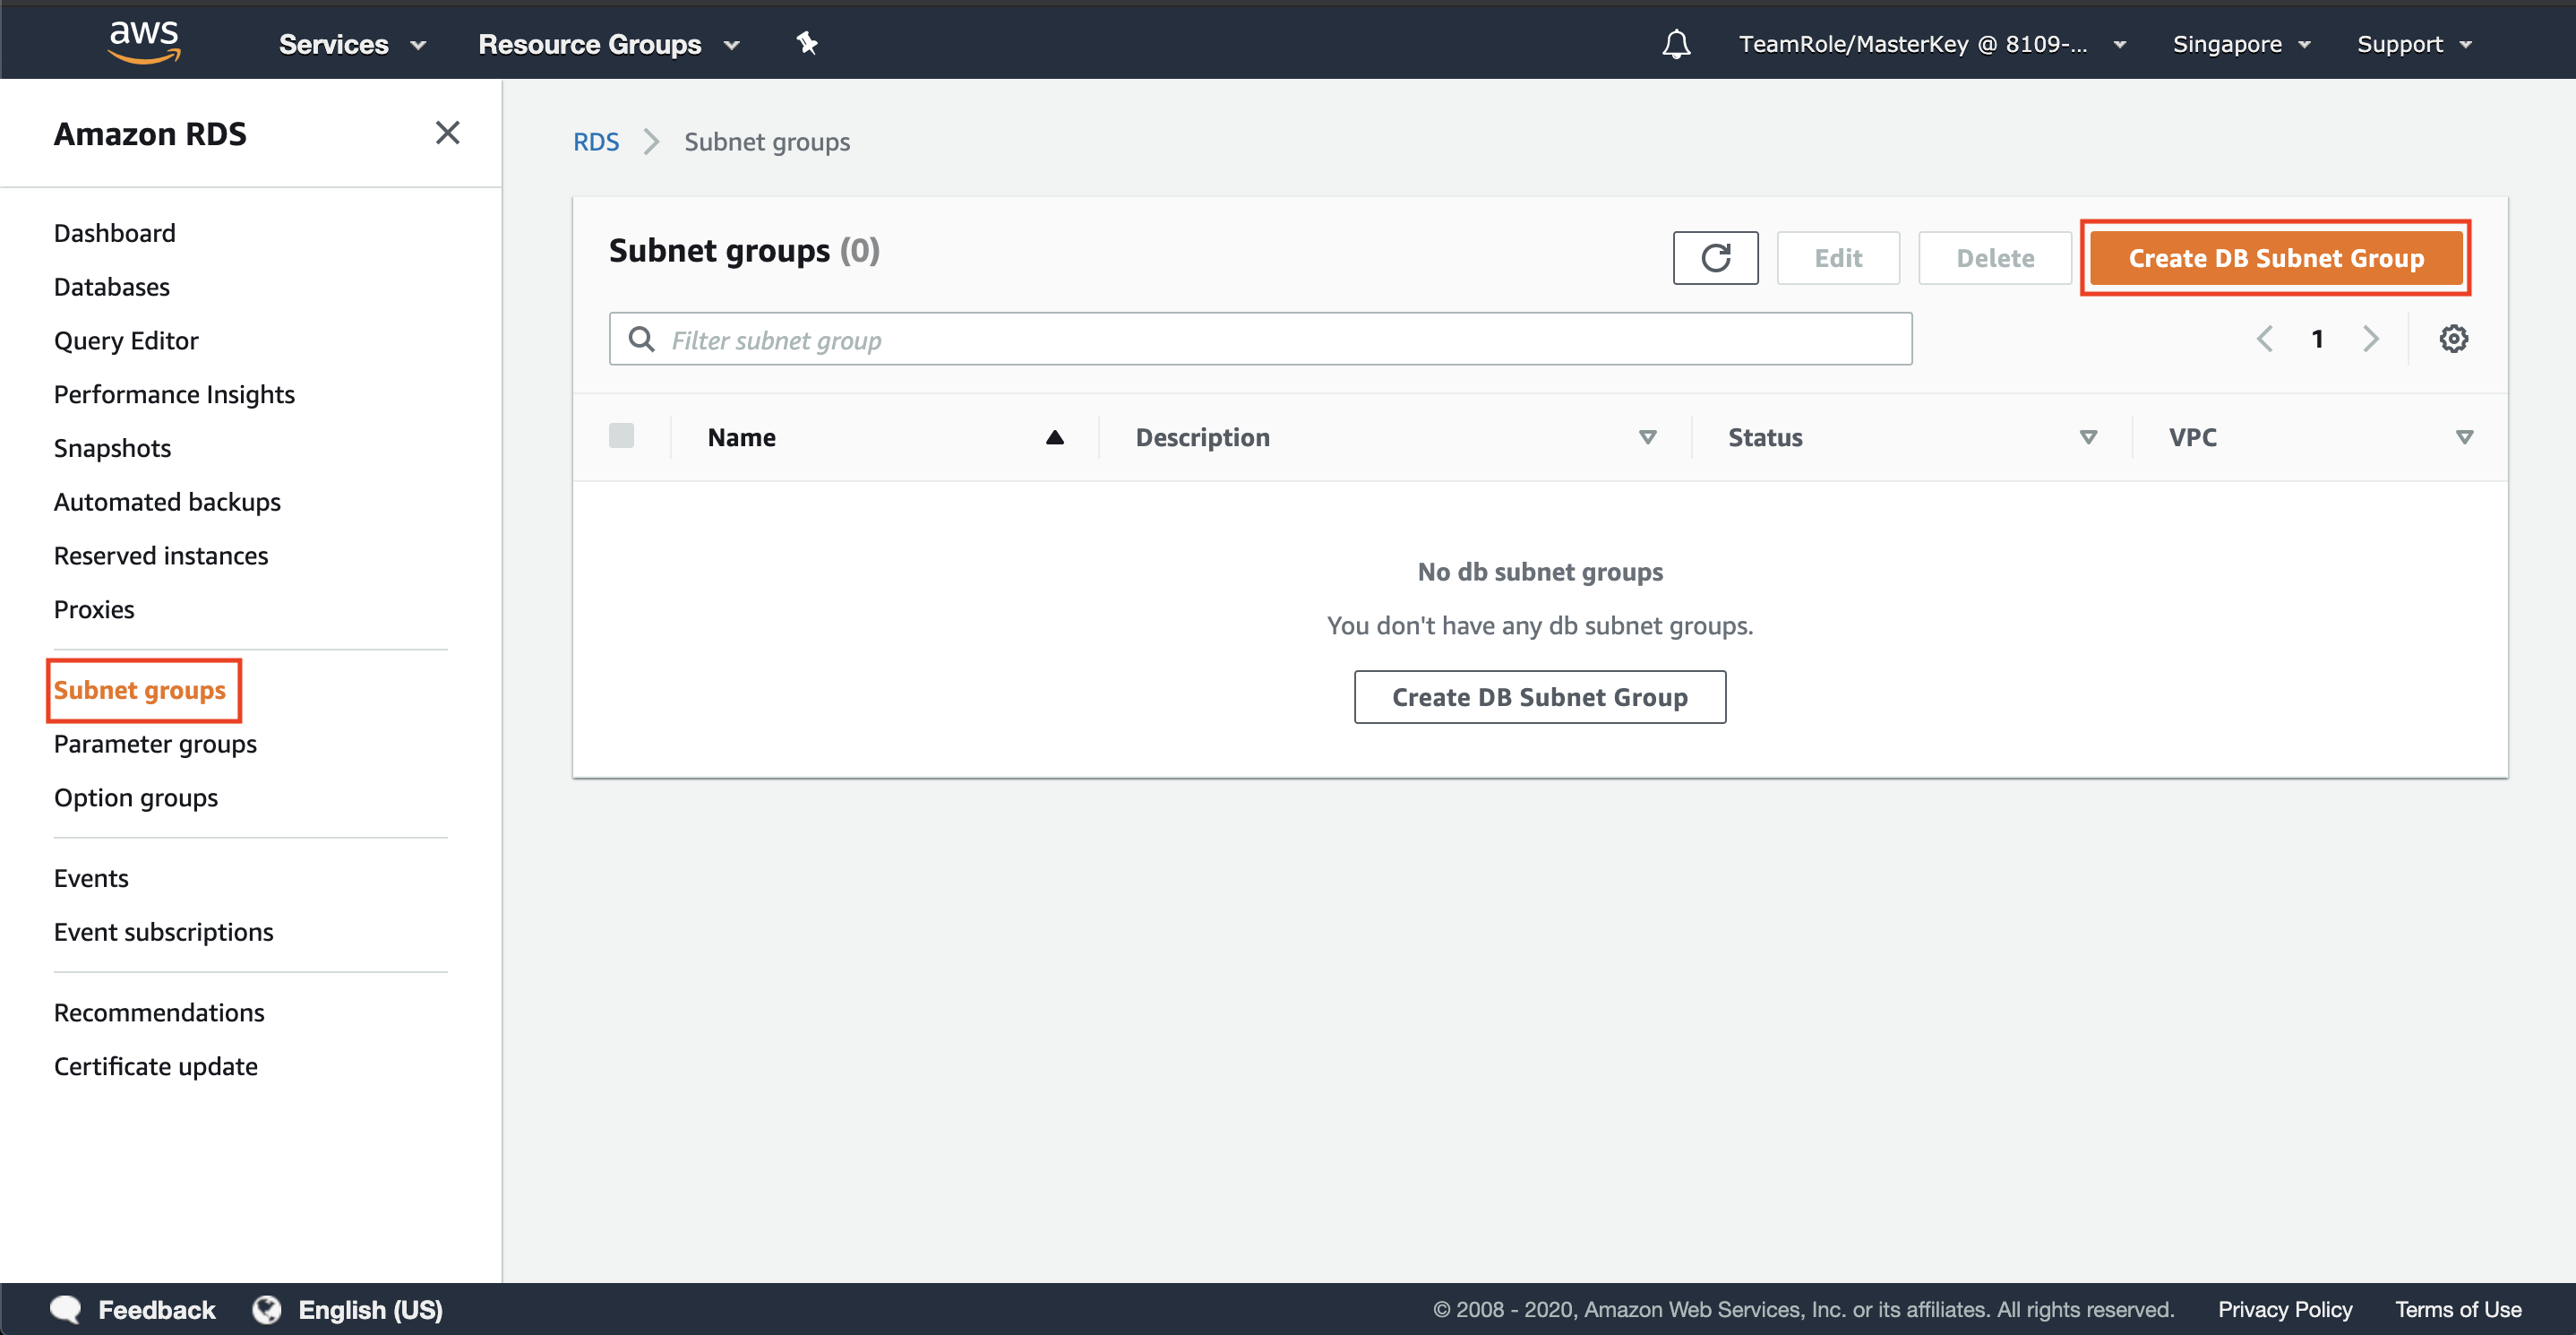 aws Services Resource Groups TeamRole/MasterKey @ 8109-... Singapore Support
Amazon RDS
Dashboard
Databases
Query Editor
Performance Insights
Snapshots
Automated backups
Reserved instances
Proxies
Subnet groups
Parameter groups
Option groups
Events
Event subscriptions
Recommendations
Certificate update
RDS Subnet groups
Subnet groups (0) Edit Delete Create DB Subnet Group
Filter subnet group 1
Name Description Status VPC
No db subnet groups
You don't have any db subnet groups.
Create DB Subnet Group
Feedback English (US) © 2008 - 2020, Amazon Web Services, Inc. or its affiliates. All rights reserved. Privacy Policy Terms of Use